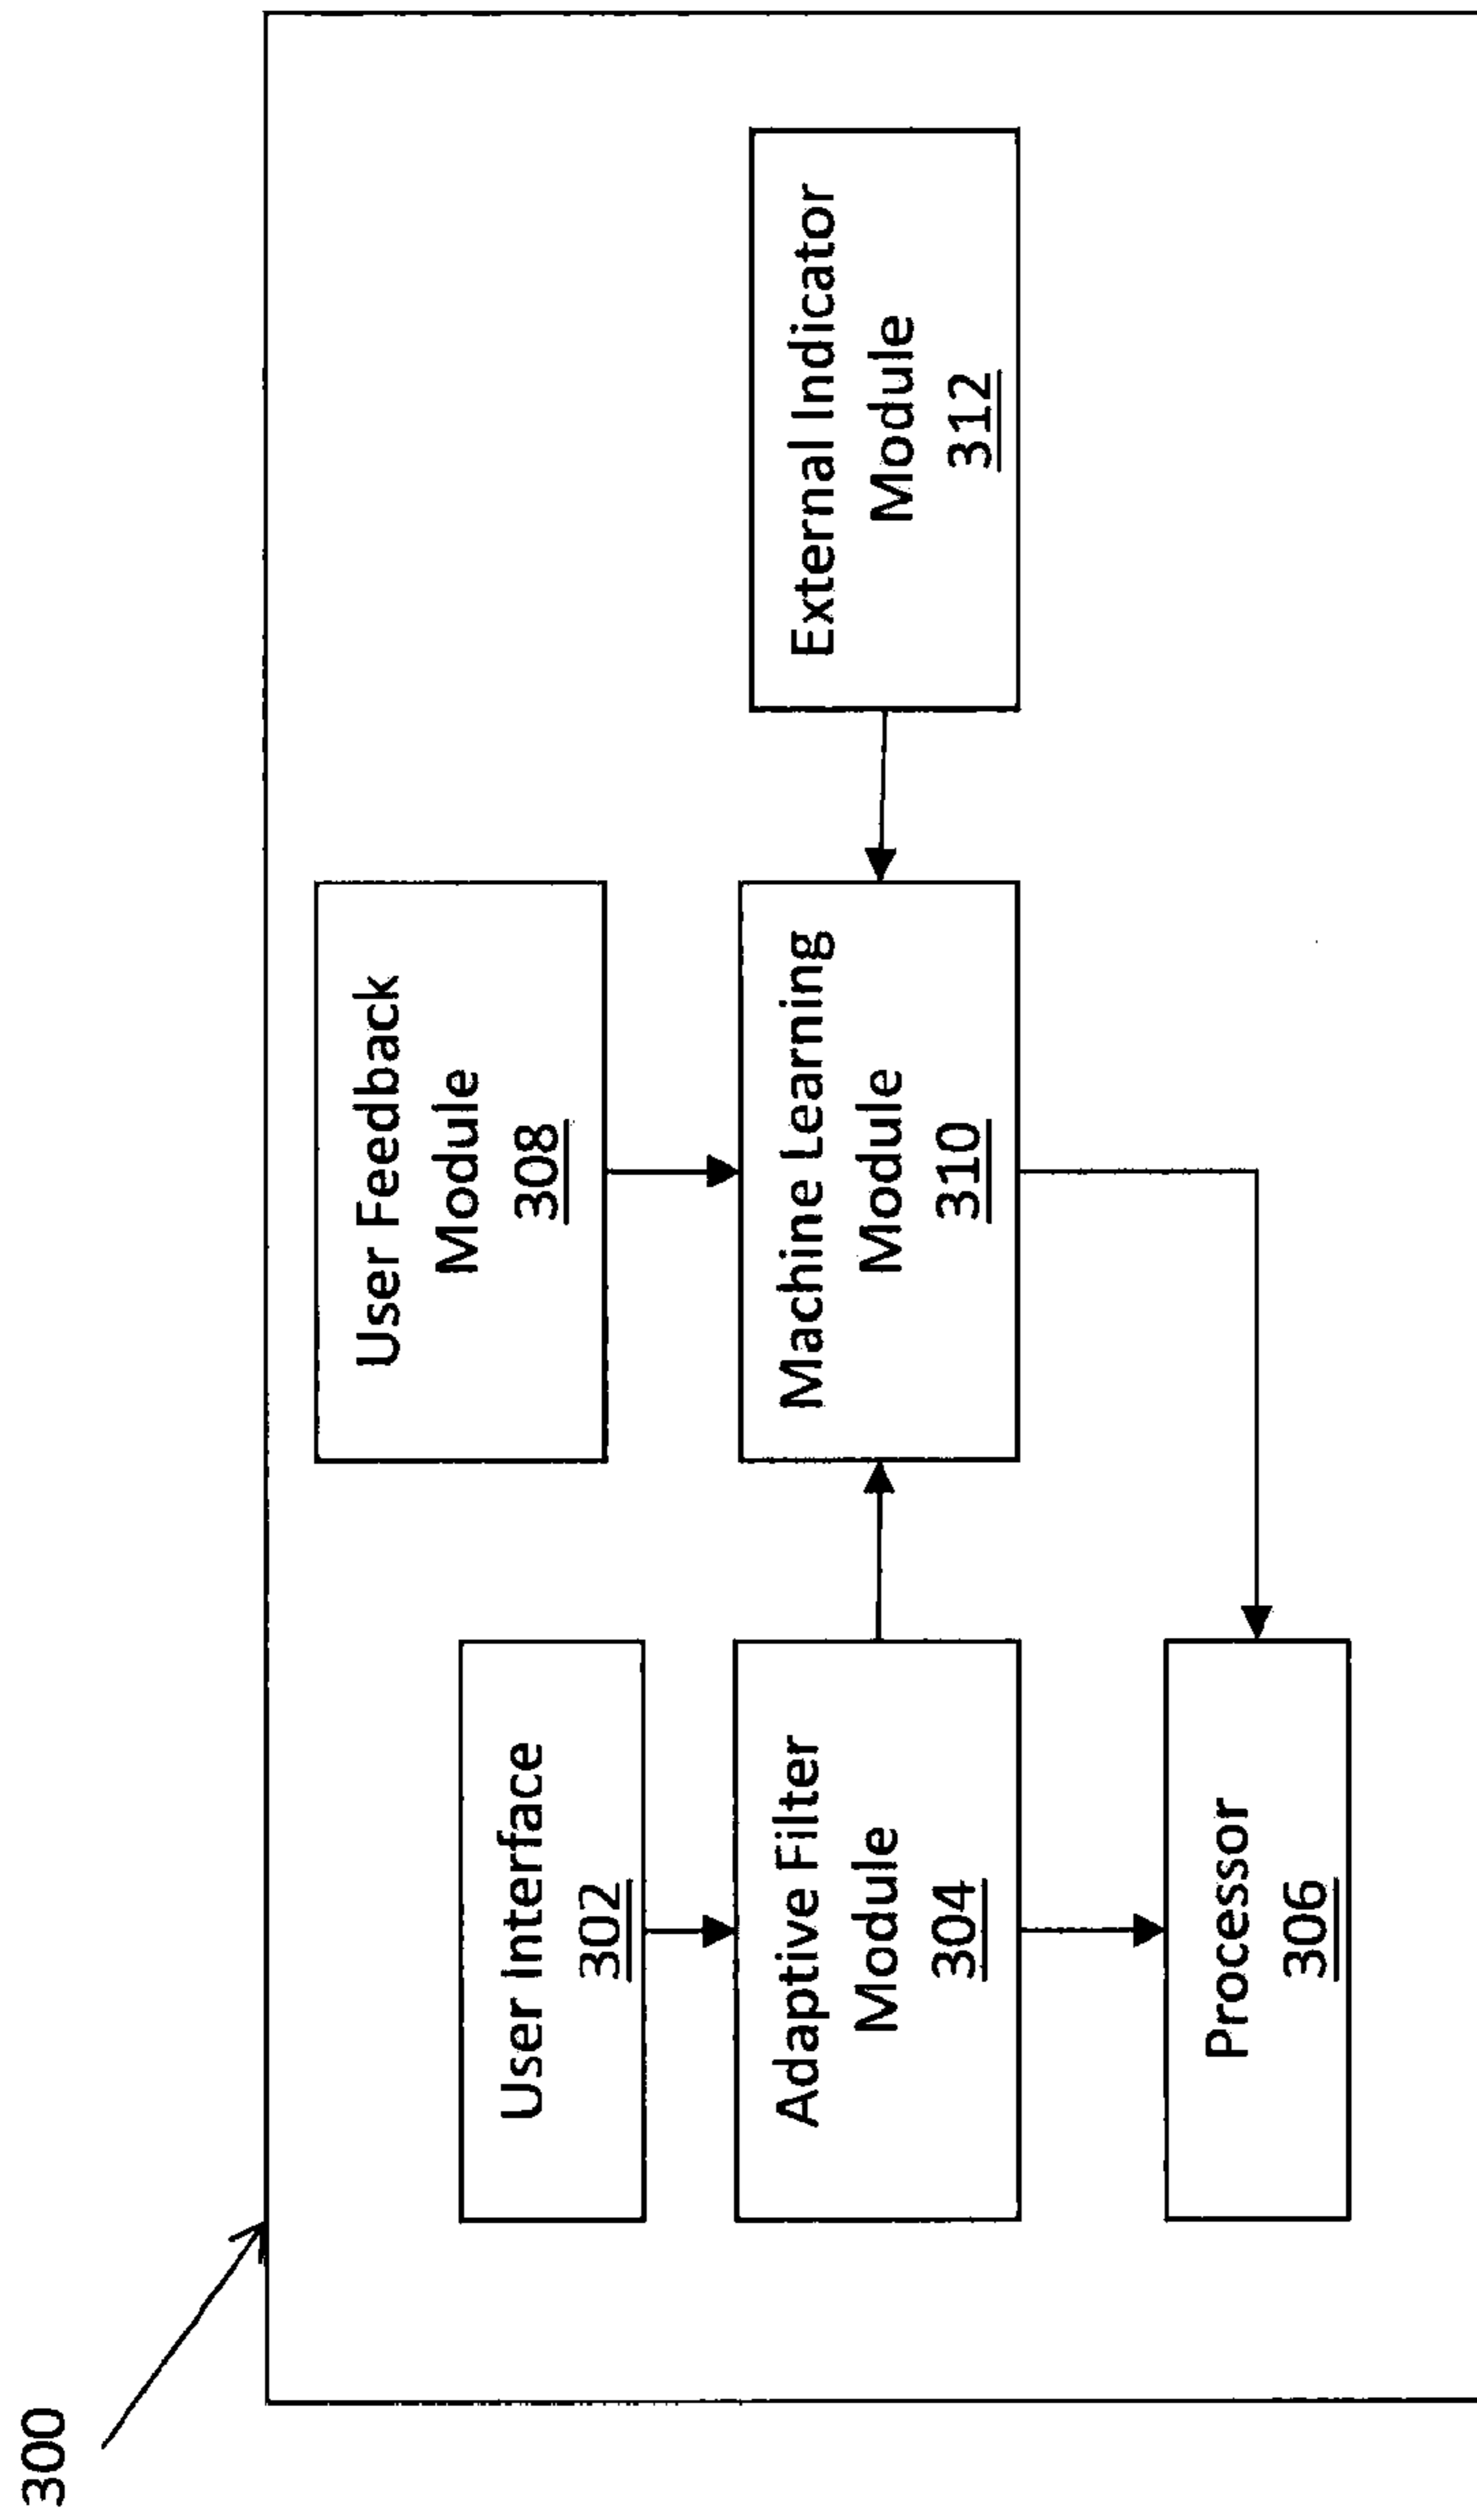 300
User Interface
302
Adaptive Filter
Module
304
Processor
306
User Feedback
Module
308
Machine Learning
Module
310
External Indicator
Module
312